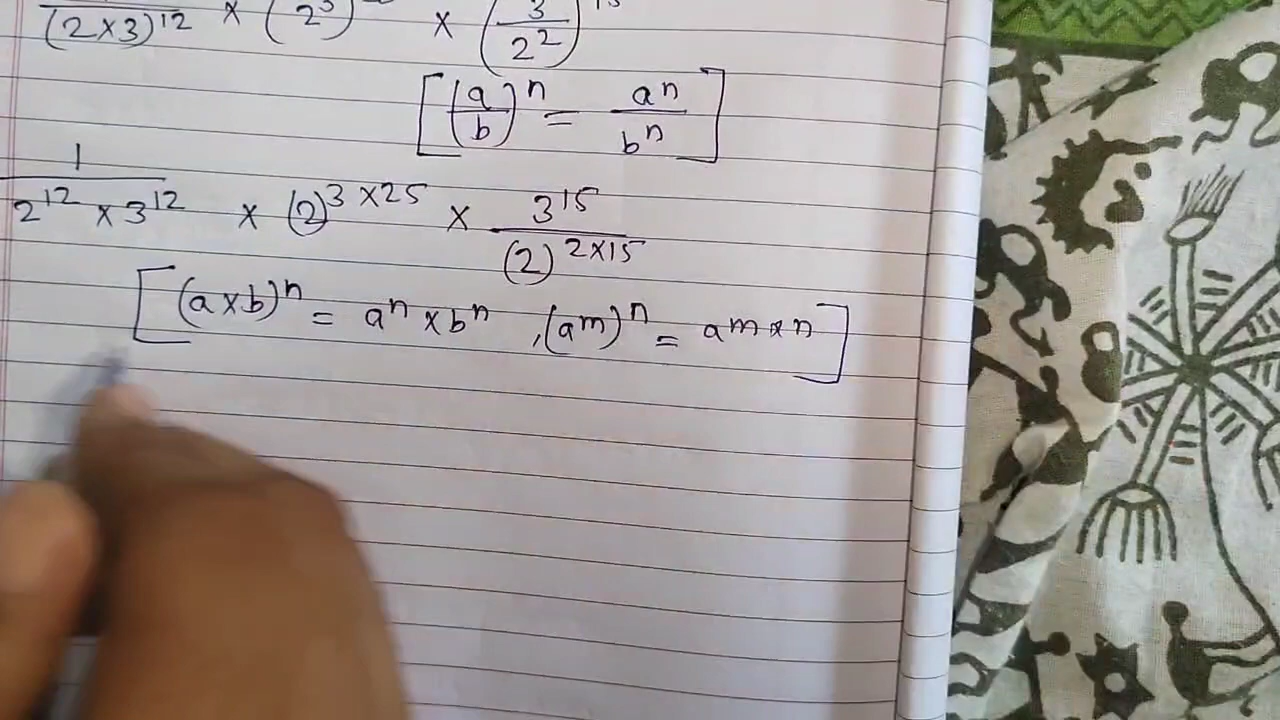 (2×3)^12 × (2^3) × (3/2^2)^15
[(a/b)^n = a^n/b^n]
1/(2^12 × 3^12) × (2)^3×25 × 3^15/(2)^2×15
[(a×b)^n = a^n × b^n , (a^m)^n = a^m×n]